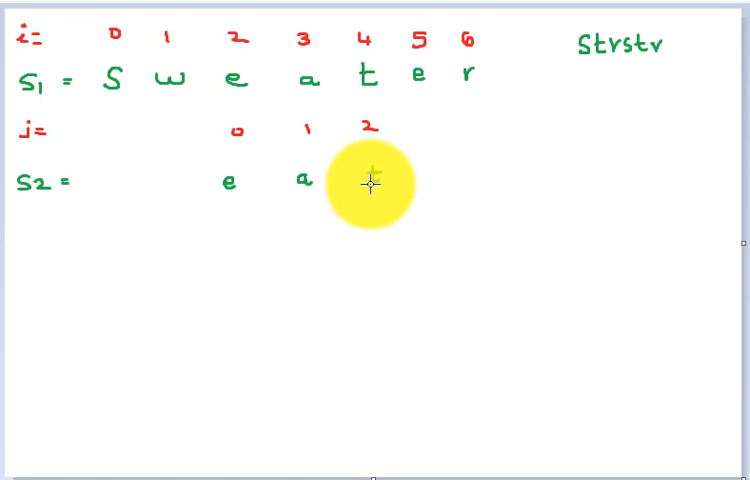 i= 0 1 2 3 4 5 6
Strstr
S1 = S w e a t e r
j= 0 1 2
S2 = e a t